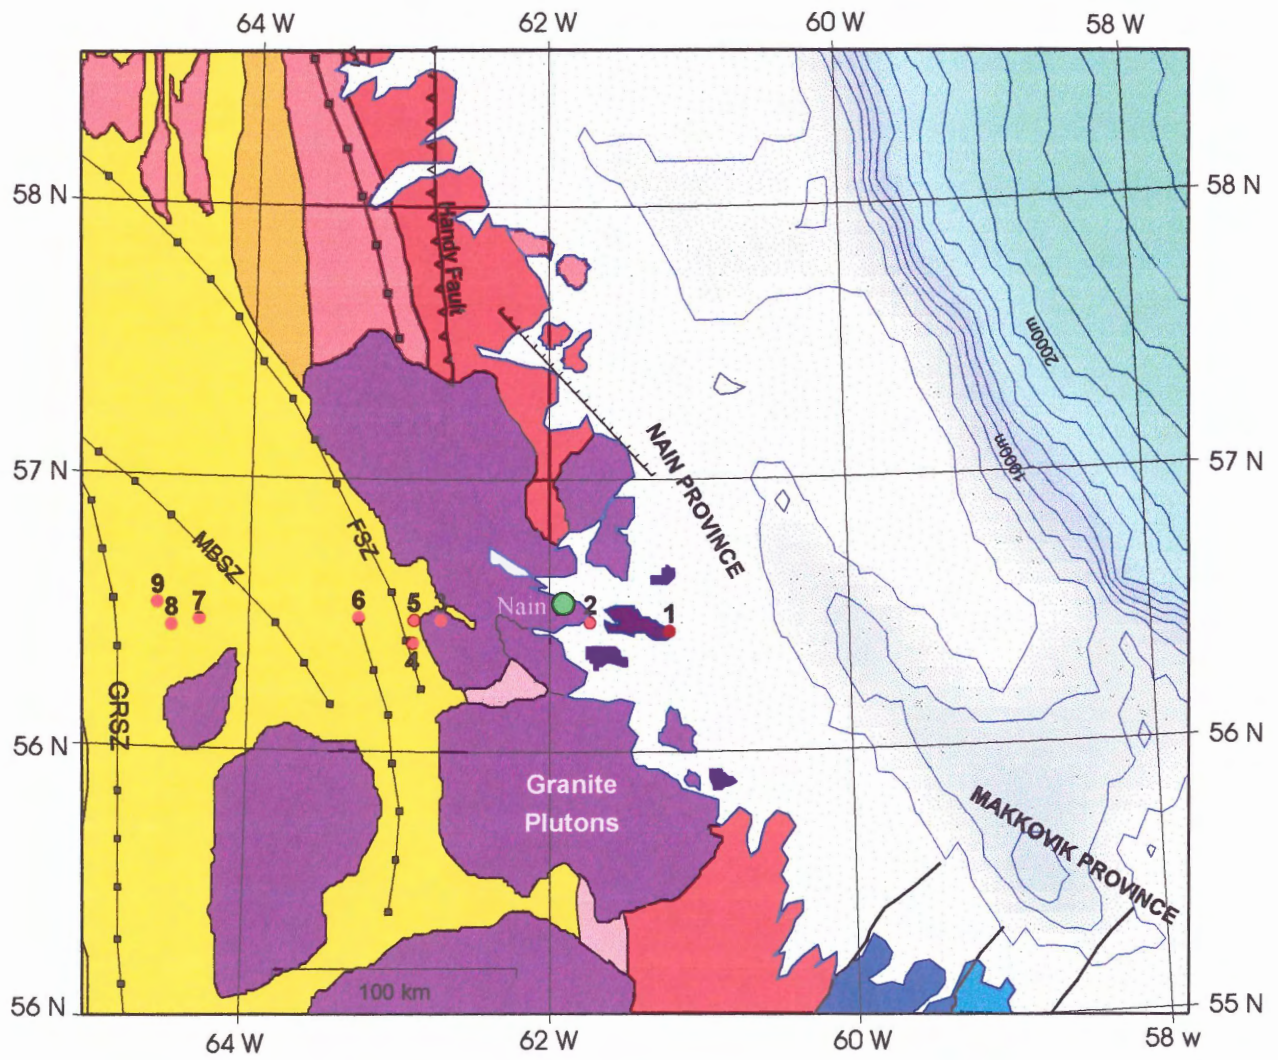 64 W 62 W 60 W 58 W
58 N 58 N
Handy Fault
2000m
1000m
57 N 57 N
NAIN PROVINCE
FSZ
MBSZ
9 8 7 6 5 4 Nain 2 1
GRSZ
56 N 56 N
Granite
Plutons
MAKKOVIK PROVINCE
100 km
56 N 55 N
64 W 62 W 60 W 58 W